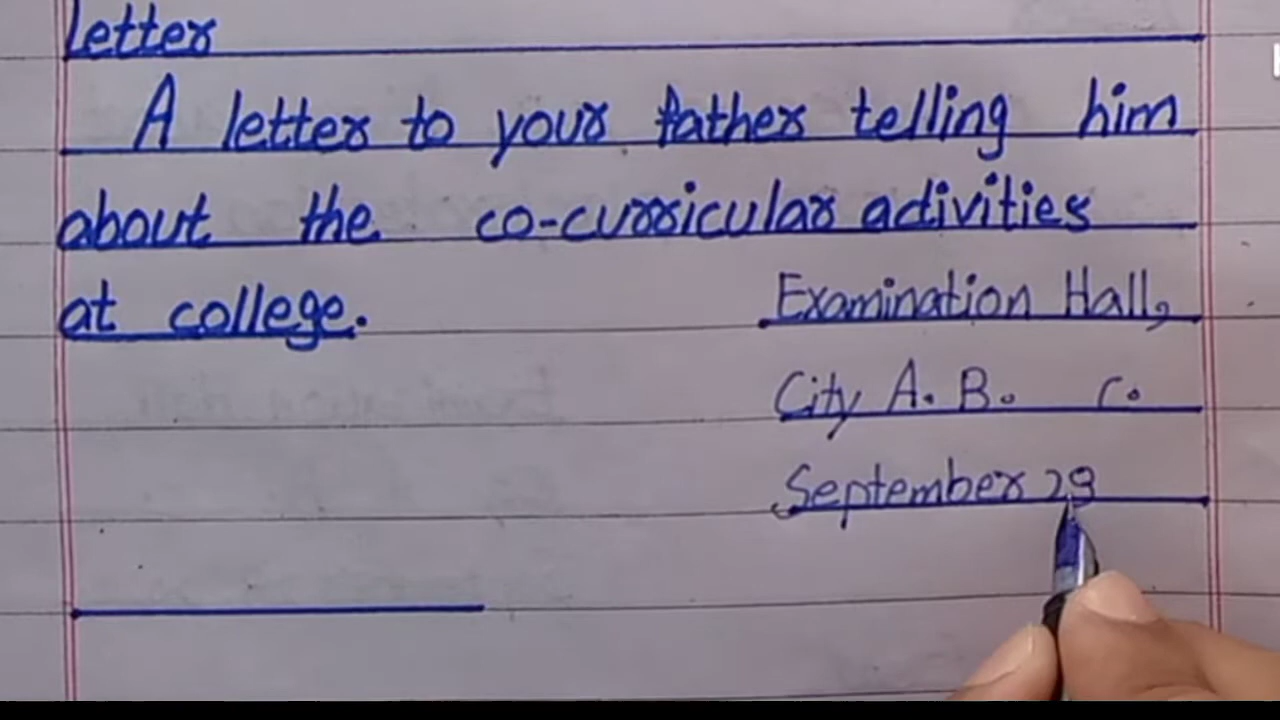 letter
A letter to your father telling him
about the co-curricular activities
at college.
Examination Hall,
City A. B. C.
September 29